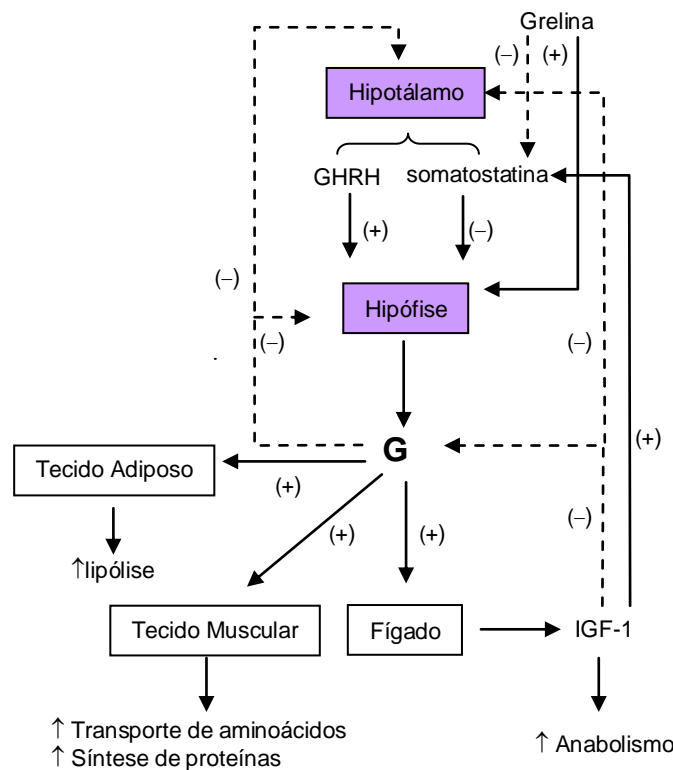 Grelina
(–) (+)
Hipotálamo
GHRH somatostatina
(+) (–)
(–)
Hipófise
(–) (–)
.
(+)
G
Tecido Adiposo
(+)
(–)
(+) (+)
↑lipólise
Tecido Muscular Fígado IGF-1
↑ Transporte de aminoácidos
↑ Síntese de proteínas
↑ Anabolismo